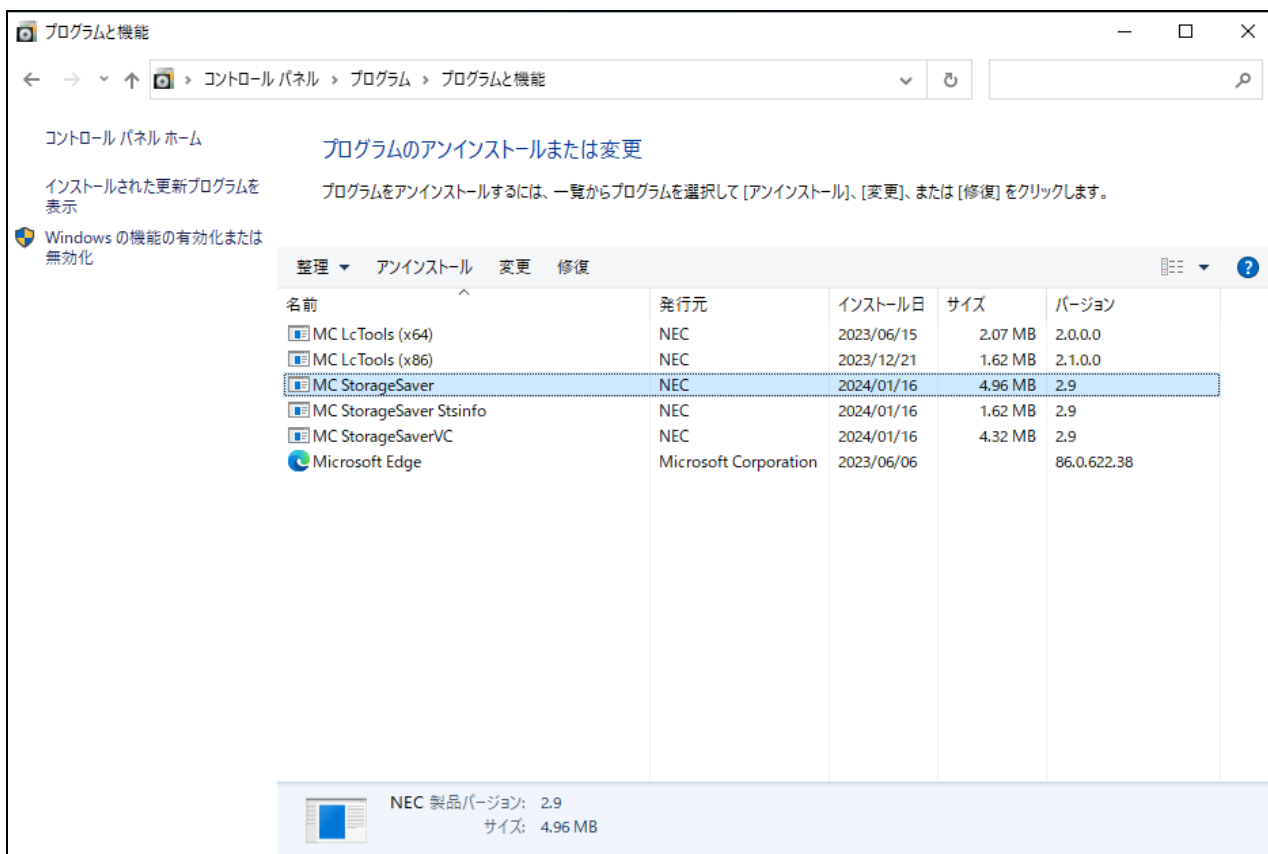 プログラムと機能
コントロール パネル › プログラム › プログラムと機能
コントロール パネル ホーム
インストールされた更新プログラムを
表示
Windows の機能の有効化または
無効化
プログラムのアンインストールまたは変更
プログラムをアンインストールするには、一覧からプログラムを選択して [アンインストール]、[変更]、または [修復] をクリックします。
整理 アンインストール 変更 修復
名前 発行元 インストール日 サイズ バージョン
MC LcTools (x64) NEC 2023/06/15 2.07 MB 2.0.0.0
MC LcTools (x86) NEC 2023/12/21 1.62 MB 2.1.0.0
MC StorageSaver NEC 2024/01/16 4.96 MB 2.9
MC StorageSaver Stsinfo NEC 2024/01/16 1.62 MB 2.9
MC StorageSaverVC NEC 2024/01/16 4.32 MB 2.9
Microsoft Edge Microsoft Corporation 2023/06/06 86.0.622.38
NEC 製品バージョン: 2.9
サイズ: 4.96 MB